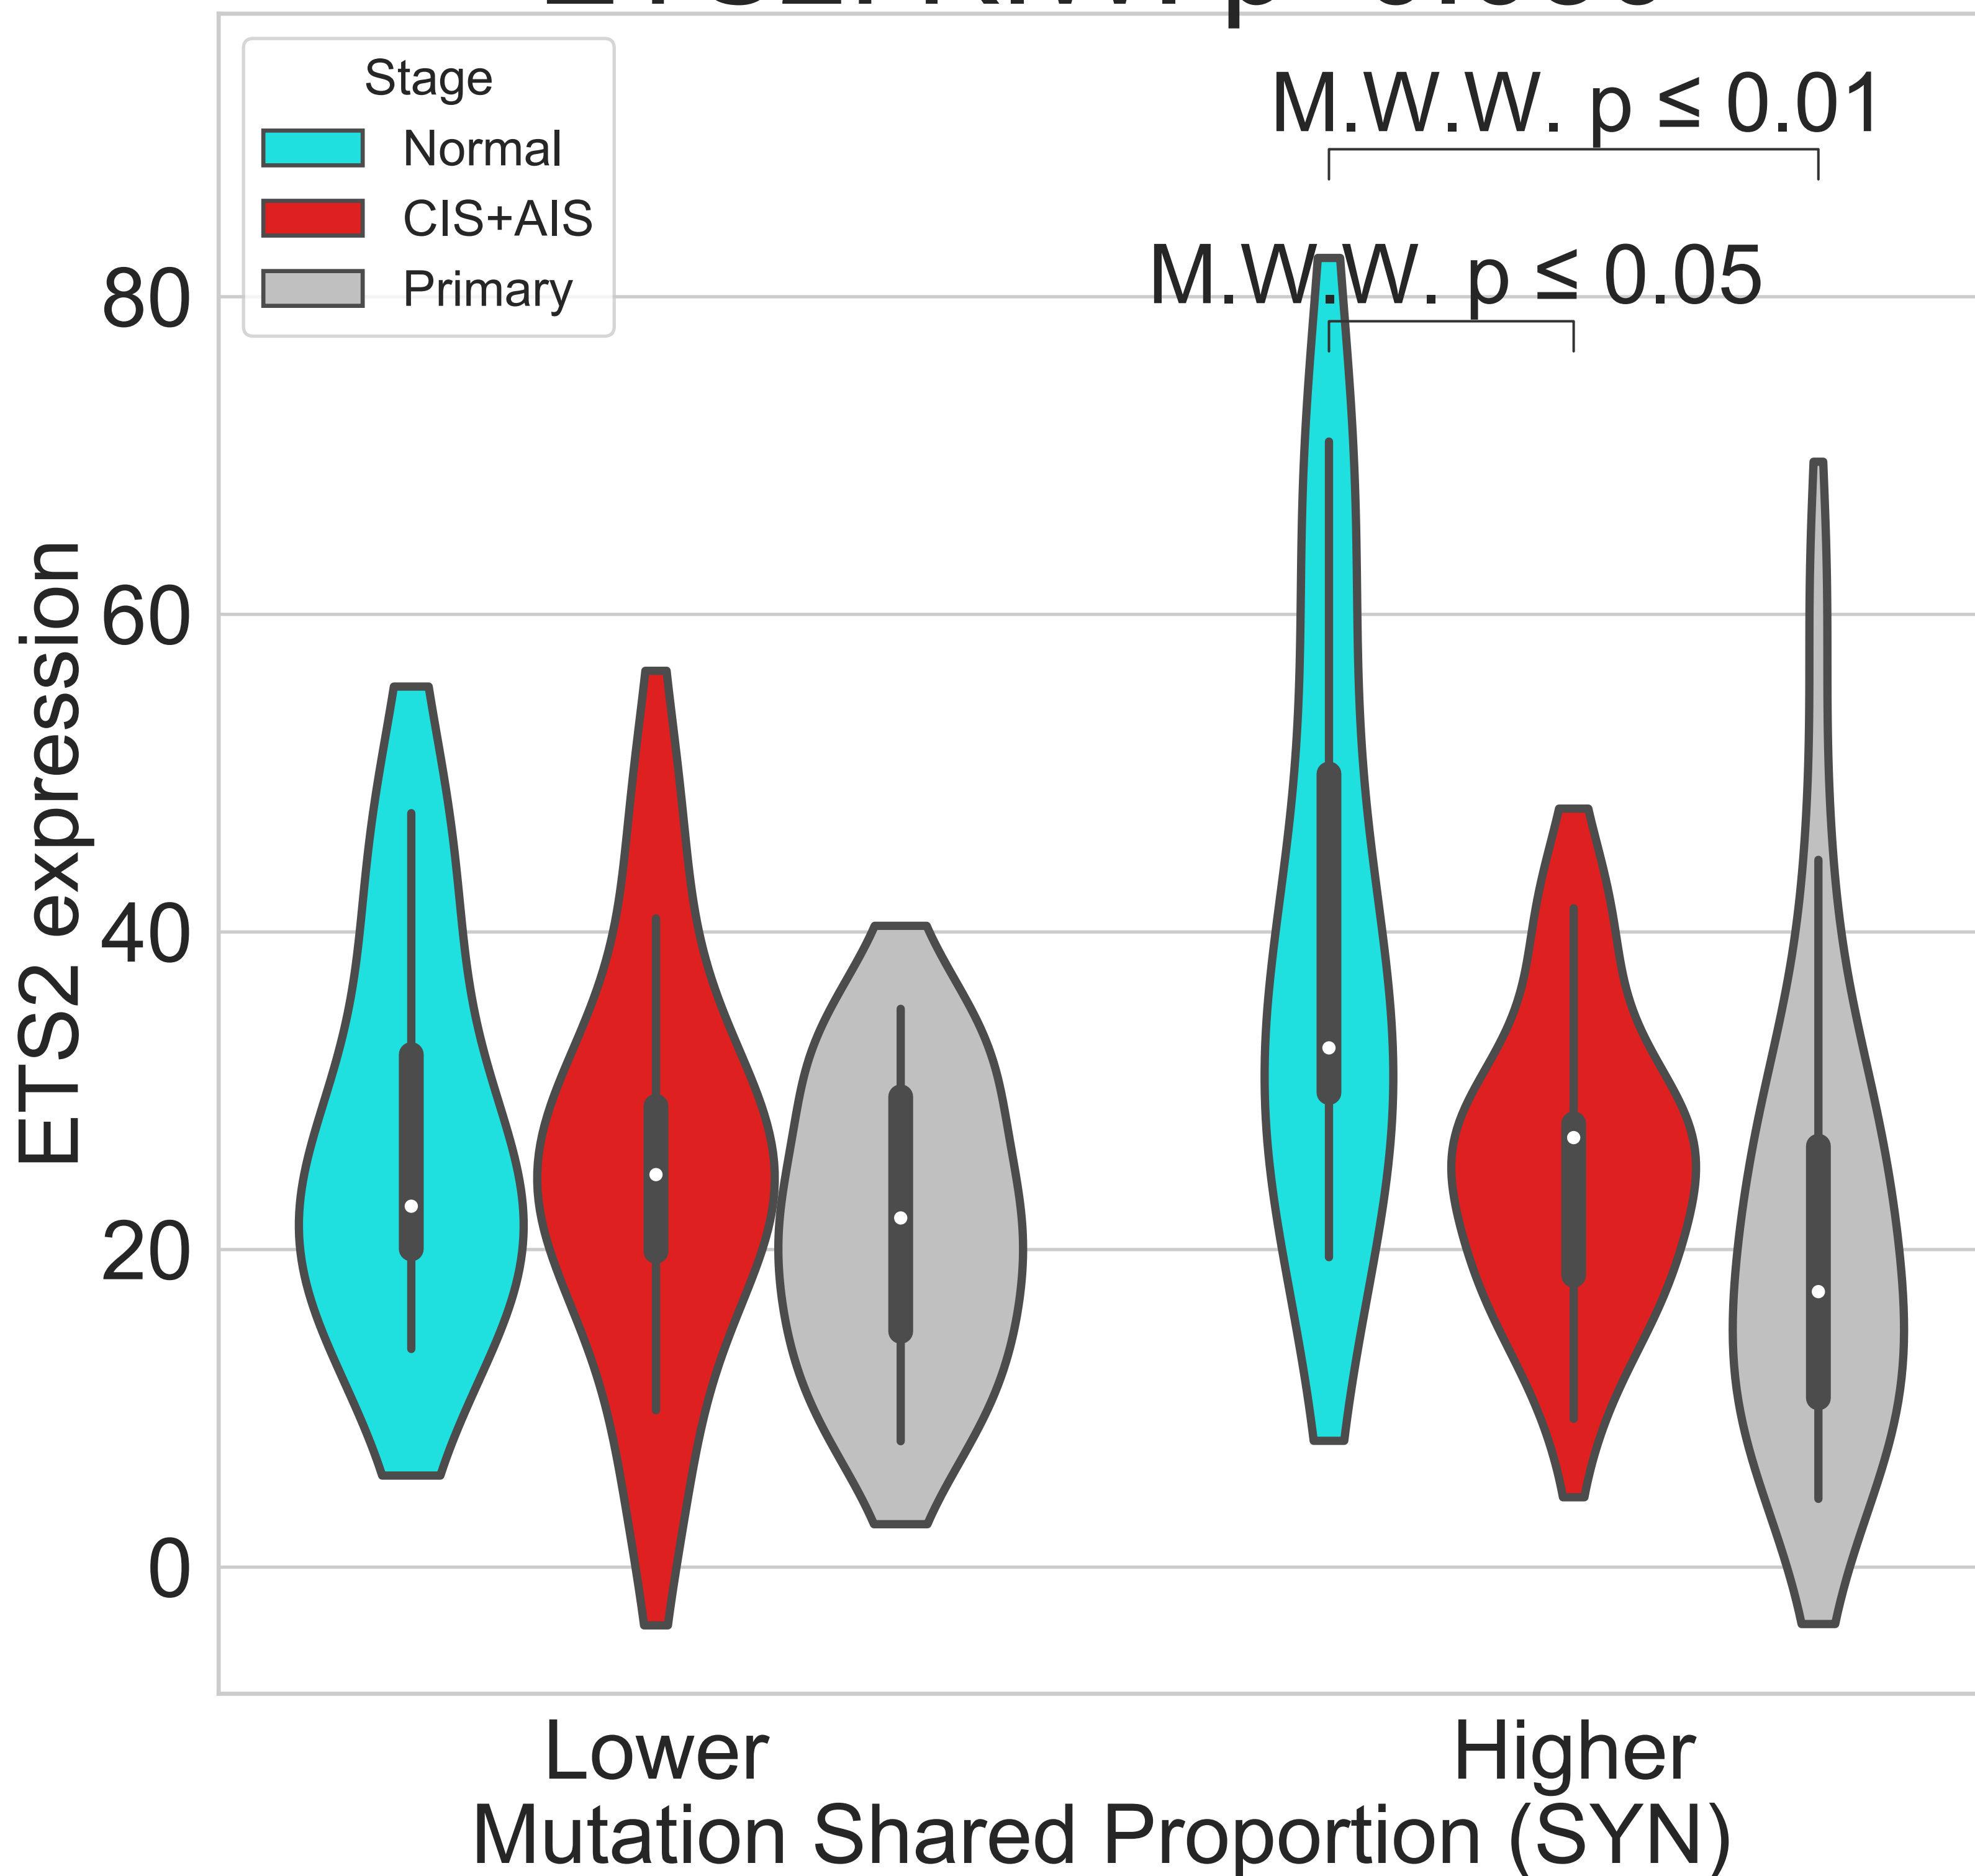 Stage
Normal
CIS+AIS
Primary
M.W.W. p ≤ 0.01
M.W.W. p ≤ 0.05
80
60
40
20
0
ETS2 expression
Lower
Higher
Mutation Shared Proportion (SYN)